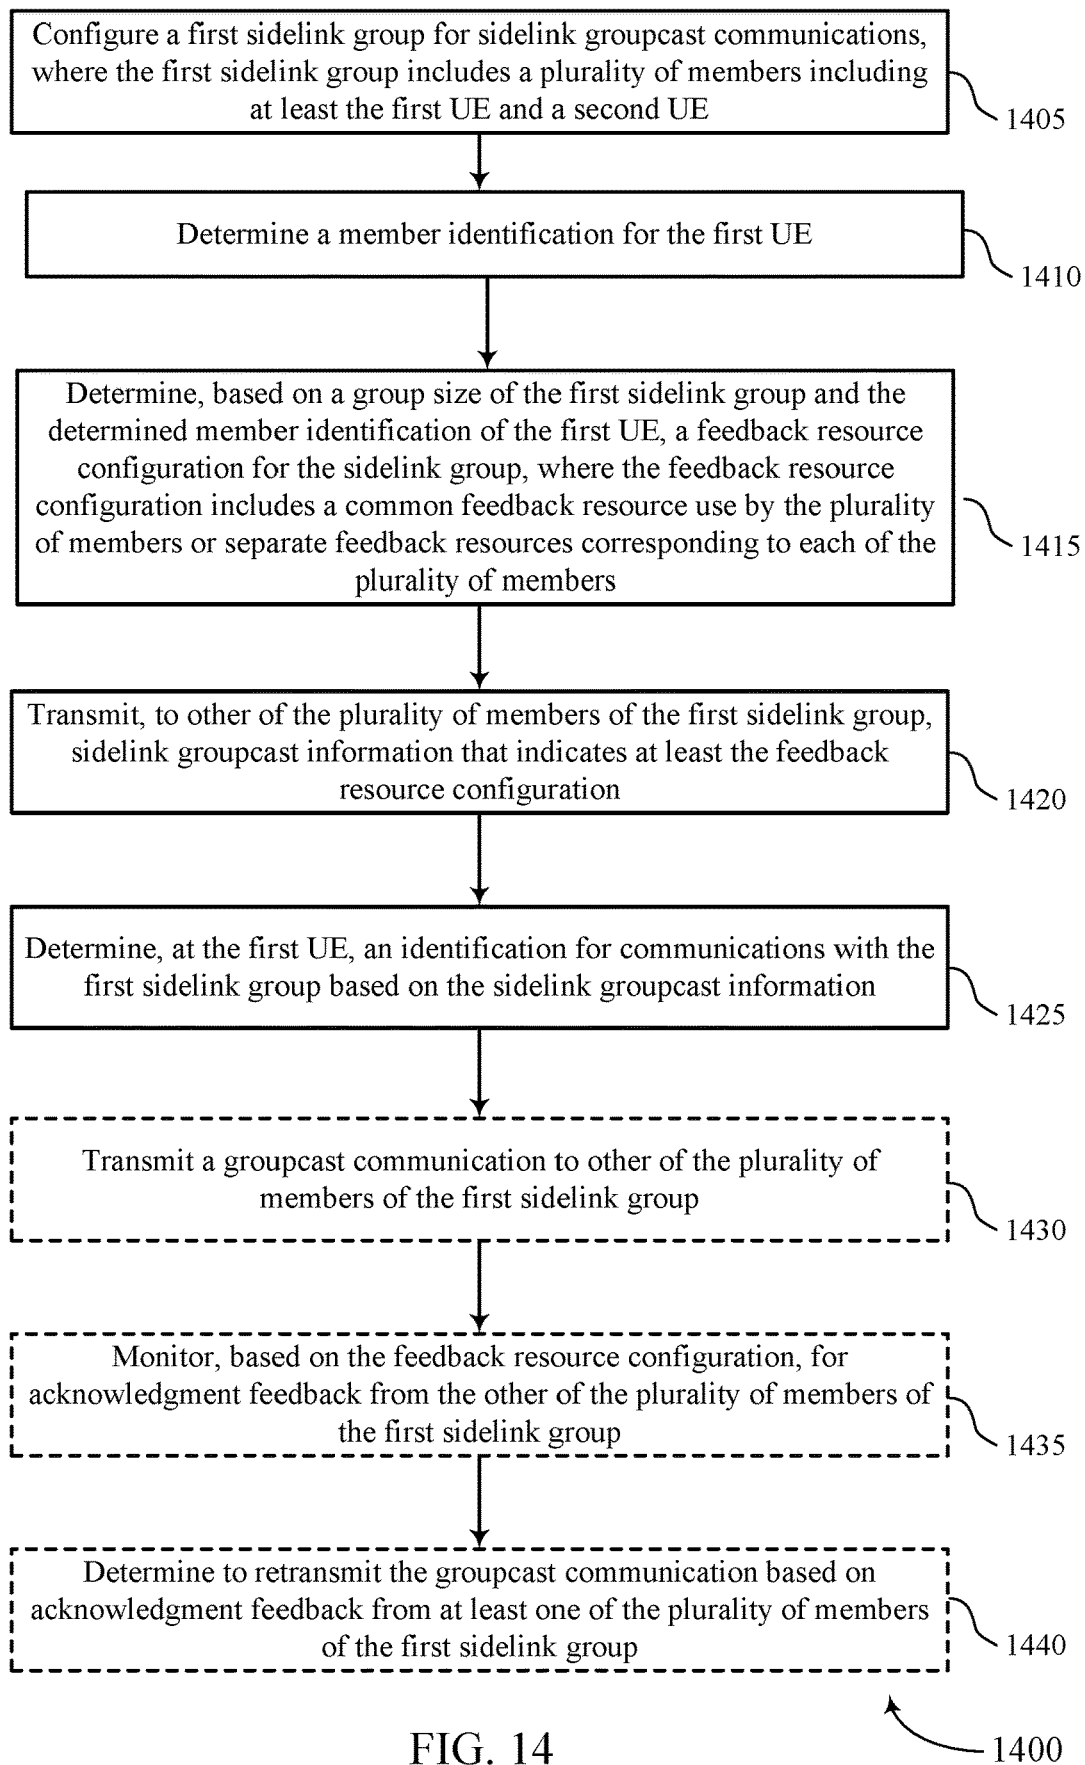 Configure a first sidelink group for sidelink groupcast communications,
where the first sidelink group includes a plurality of members including
at least the first UE and a second UE
1405
Determine a member identification for the first UE
1410
Determine, based on a group size of the first sidelink group and the
determined member identification of the first UE, a feedback resource
configuration for the sidelink group, where the feedback resource
configuration includes a common feedback resource use by the plurality
of members or separate feedback resources corresponding to each of the
plurality of members
1415
Transmit, to other of the plurality of members of the first sidelink group,
sidelink groupcast information that indicates at least the feedback
resource configuration
1420
Determine, at the first UE, an identification for communications with the
first sidelink group based on the sidelink groupcast information
1425
Transmit a groupcast communication to other of the plurality of
members of the first sidelink group
1430
Monitor, based on the feedback resource configuration, for
acknowledgment feedback from the other of the plurality of members of
the first sidelink group
1435
Determine to retransmit the groupcast communication based on
acknowledgment feedback from at least one of the plurality of members
of the first sidelink group
1440
FIG. 14
1400